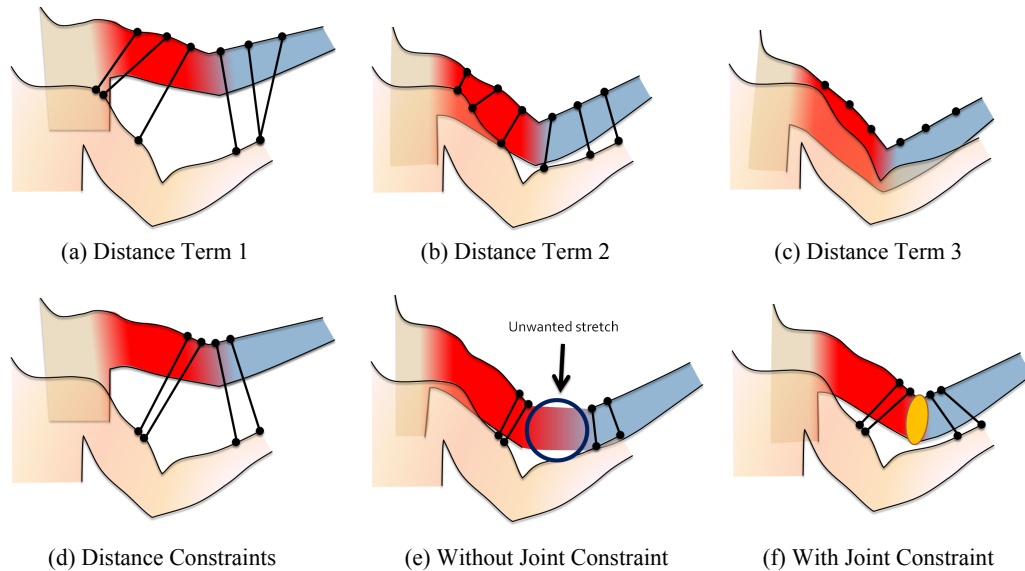 (a) Distance Term 1
(b) Distance Term 2
(c) Distance Term 3
Unwanted stretch
(d) Distance Constraints
(e) Without Joint Constraint
(f) With Joint Constraint